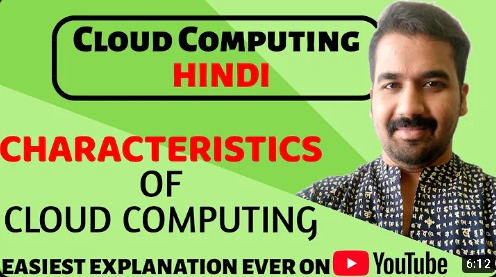 CLOUD COMPUTING
HINDI
CHARACTERISTICS
OF
CLOUD COMPUTING
EASIEST EXPLANATION EVER ON YouTube
6:12